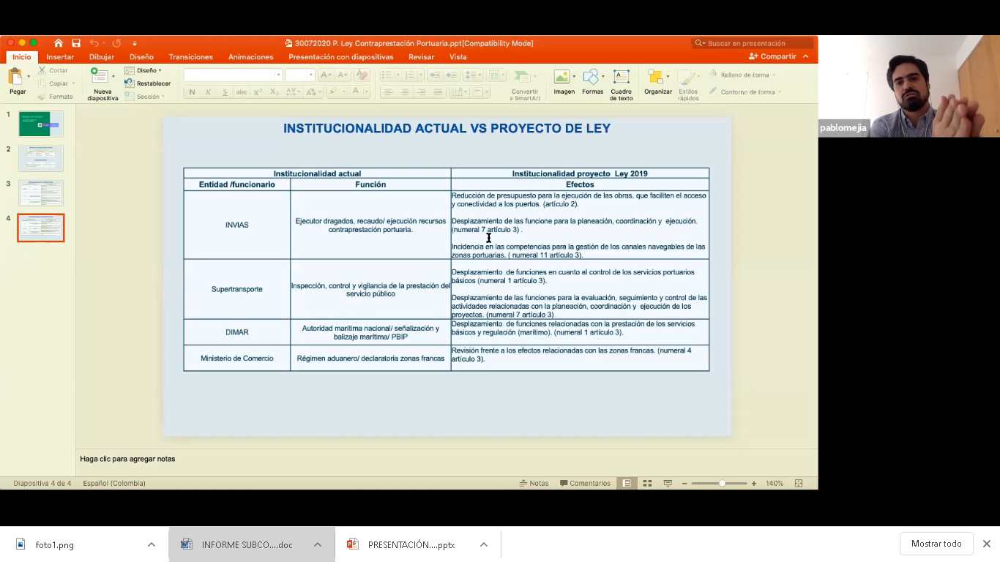 30072020 P. Ley Contraprestación Portuaria.ppt[Compatibility Mode]
Buscar en presentación
Inicio
Insertar
Dibujar
Diseño
Transiciones
Animaciones
Presentación con diapositivas
Revisar
Vista
Compartir
Pegar
Cortar
Copiar
Formato
Nueva diapositiva
Diseño
Restablecer
Sección
N K S abc X² X₂ AV Aa
Convertir a SmartArt
Imagen
Formas
Cuadro de texto
Organizar
Estilos rápidos
Relleno de forma
Contorno de forma
pablomejia
1
2
3
4
INSTITUCIONALIDAD ACTUAL VS PROYECTO DE LEY
Institucionalidad actual
Institucionalidad proyecto Ley 2019
Entidad /funcionario
Función
Efectos
INVIAS
Ejecutor dragados, recaudo/ ejecución recursos
contraprestación portuaria.
Reducción de presupuesto para la ejecución de las obras, que faciliten el acceso
y conectividad a los puertos. (artículo 2).
Desplazamiento de las funcione para la planeación, coordinación y ejecución.
(numeral 7 artículo 3) .
Incidencia en las competencias para la gestión de los canales navegables de las
zonas portuarias. ( numeral 11 artículo 3).
Supertransporte
Inspección, control y vigilancia de la prestación del
servicio público
Desplazamiento de funciones en cuanto al control de los servicios portuarios
básicos (numeral 1 artículo 3).
Desplazamiento de las funciones para la evaluación, seguimiento y control de las
actividades relacionadas con la planeación, coordinación y ejecución de los
proyectos. (numeral 7 artículo 3)
DIMAR
Autoridad marítima nacional/ señalización y
balizaje marítima/ PBIP
Desplazamiento de funciones relacionadas con la prestación de los servicios
básicos y regulación (marítimo). (numeral 1 artículo 3).
Ministerio de Comercio
Régimen aduanero/ declaratoria zonas francas
Revisión frente a los efectos relacionadas con las zonas francas. (numeral 4
artículo 3).
Haga clic para agregar notas
Diapositiva 4 de 4
Español (Colombia)
Notas
Comentarios
140%
foto1.png
INFORME SUBCO....doc
PRESENTACIÓN....pptx
Mostrar todo